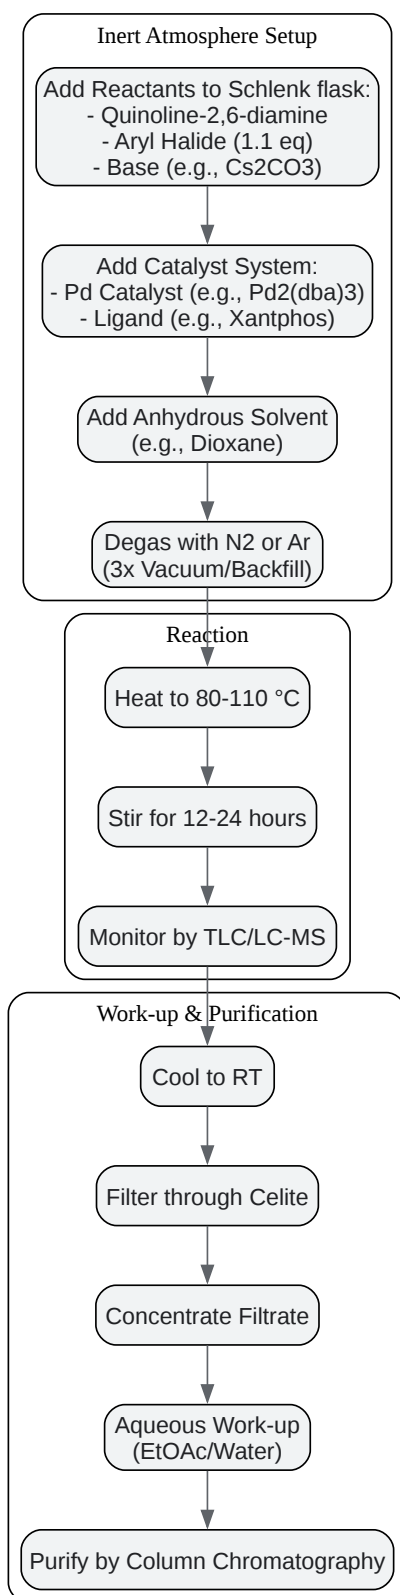 Inert Atmosphere Setup
Add Reactants to Schlenk flask:
- Quinoline-2,6-diamine
- Aryl Halide (1.1 eq)
- Base (e.g., Cs2CO3)
Add Catalyst System:
- Pd Catalyst (e.g., Pd2(dba)3)
- Ligand (e.g., Xantphos)
Add Anhydrous Solvent
(e.g., Dioxane)
Degas with N2 or Ar
(3x Vacuum/Backfill)
Reaction
Heat to 80-110 °C
Stir for 12-24 hours
Monitor by TLC/LC-MS
Work-up & Purification
Cool to RT
Filter through Celite
Concentrate Filtrate
Aqueous Work-up
(EtOAc/Water)
Purify by Column Chromatography